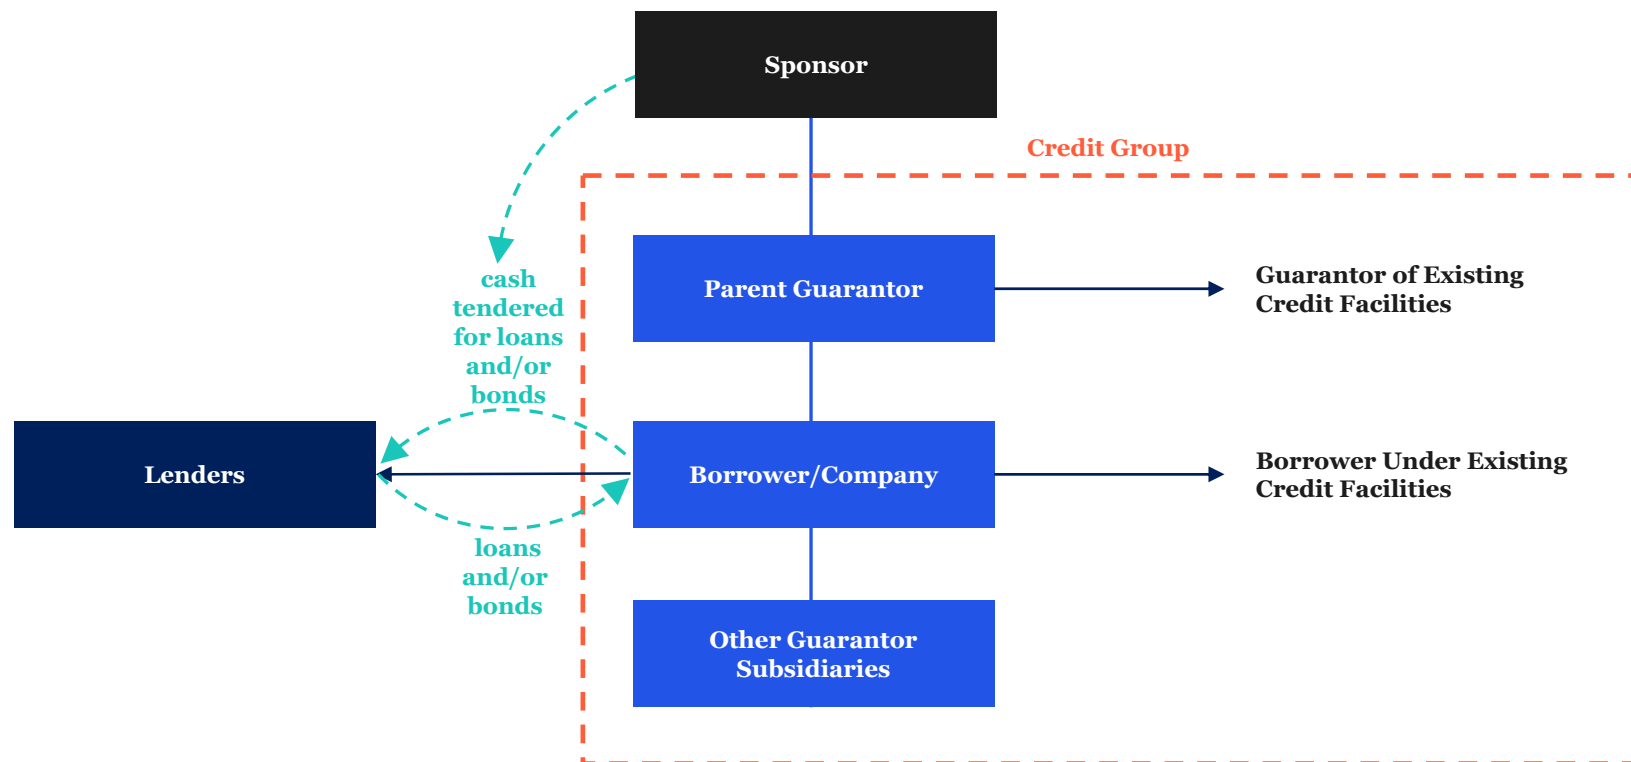 Sponsor
Credit Group
Parent Guarantor
Guarantor of Existing
Credit Facilities
cash
tendered
for loans
and/or
bonds
Lenders
Borrower/Company
Borrower Under Existing
Credit Facilities
loans
and/or
bonds
Other Guarantor
Subsidiaries